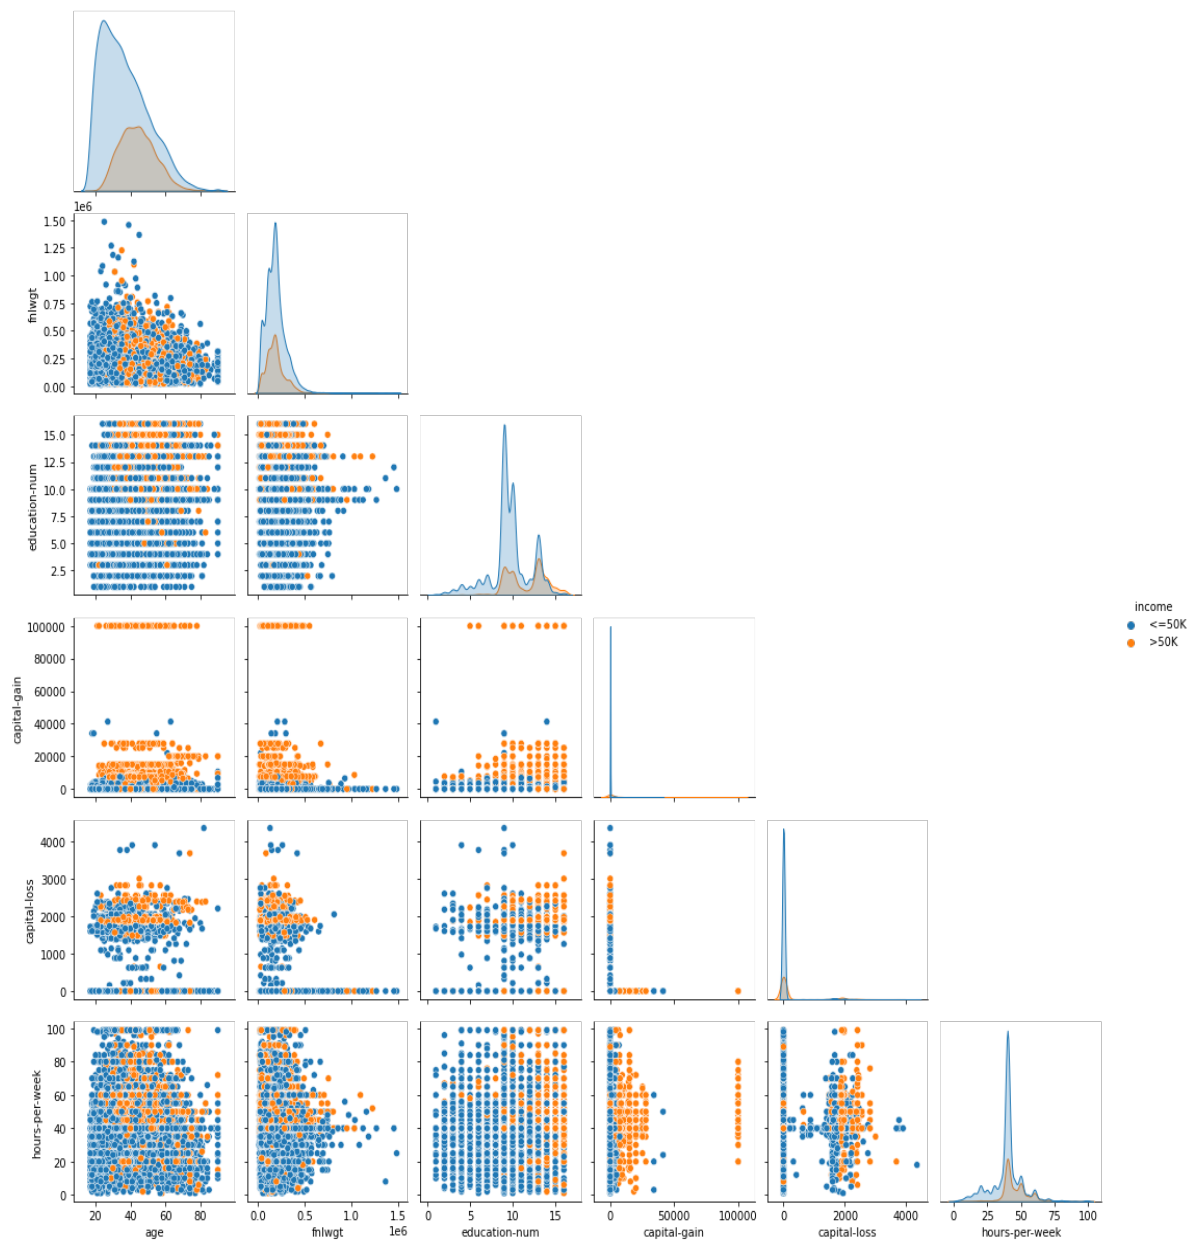 1e6
1.50
1.25
1.00
0.75
0.50
0.25
0.00
fnlwgt
15.0
12.5
10.0
7.5
5.0
2.5
education-num
100000
80000
60000
40000
20000
0
capital-gain
income
<=50K
>50K
4000
3000
2000
1000
0
capital-loss
100
80
60
40
20
0
hours-per-week
20 40 60 80
age
0.0 0.5 1.0 1.5
fnlwgt 1e6
0 5 10 15
education-num
0 50000 100000
capital-gain
0 2000 4000
capital-loss
0 25 50 75 100
hours-per-week